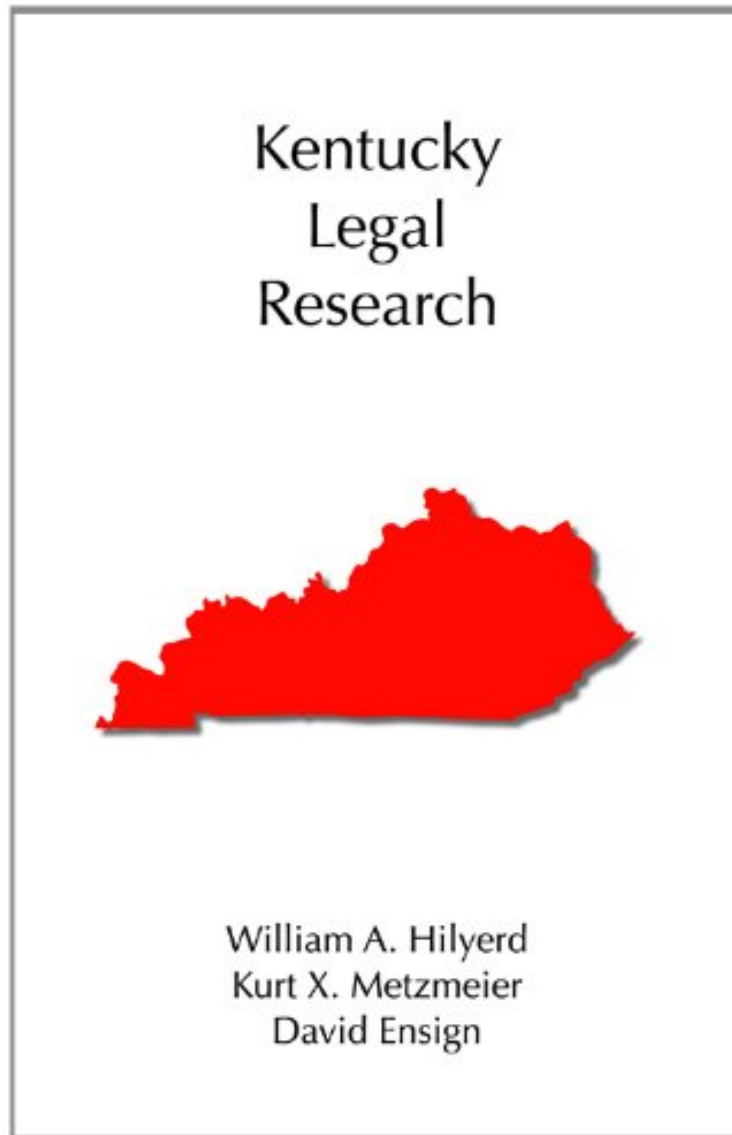 Kentucky
Legal
Research
William A. Hilyerd
Kurt X. Metzmeier
David Ensign